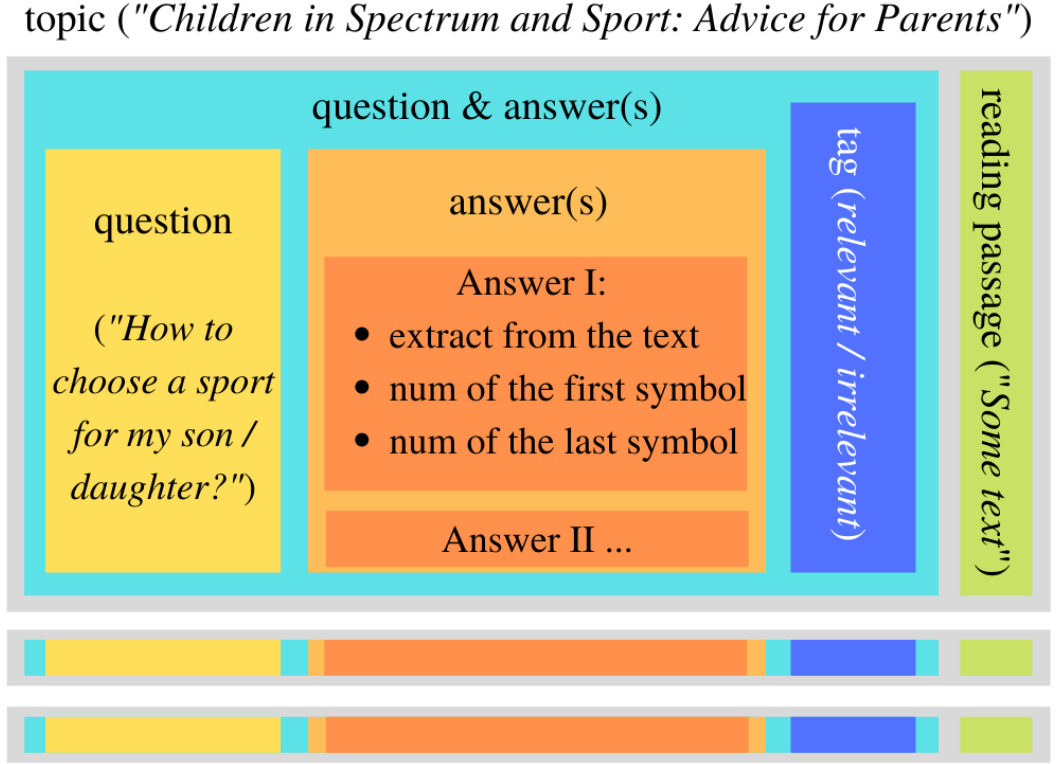 topic ("Children in Spectrum and Sport: Advice for Parents")
question & answer(s)
question
("How to
choose a sport
for my son /
daughter?")
answer(s)
Answer I:
• extract from the text
• num of the first symbol
• num of the last symbol
Answer II ...
tag (relevant / irrelevant)
reading passage ("Some text")